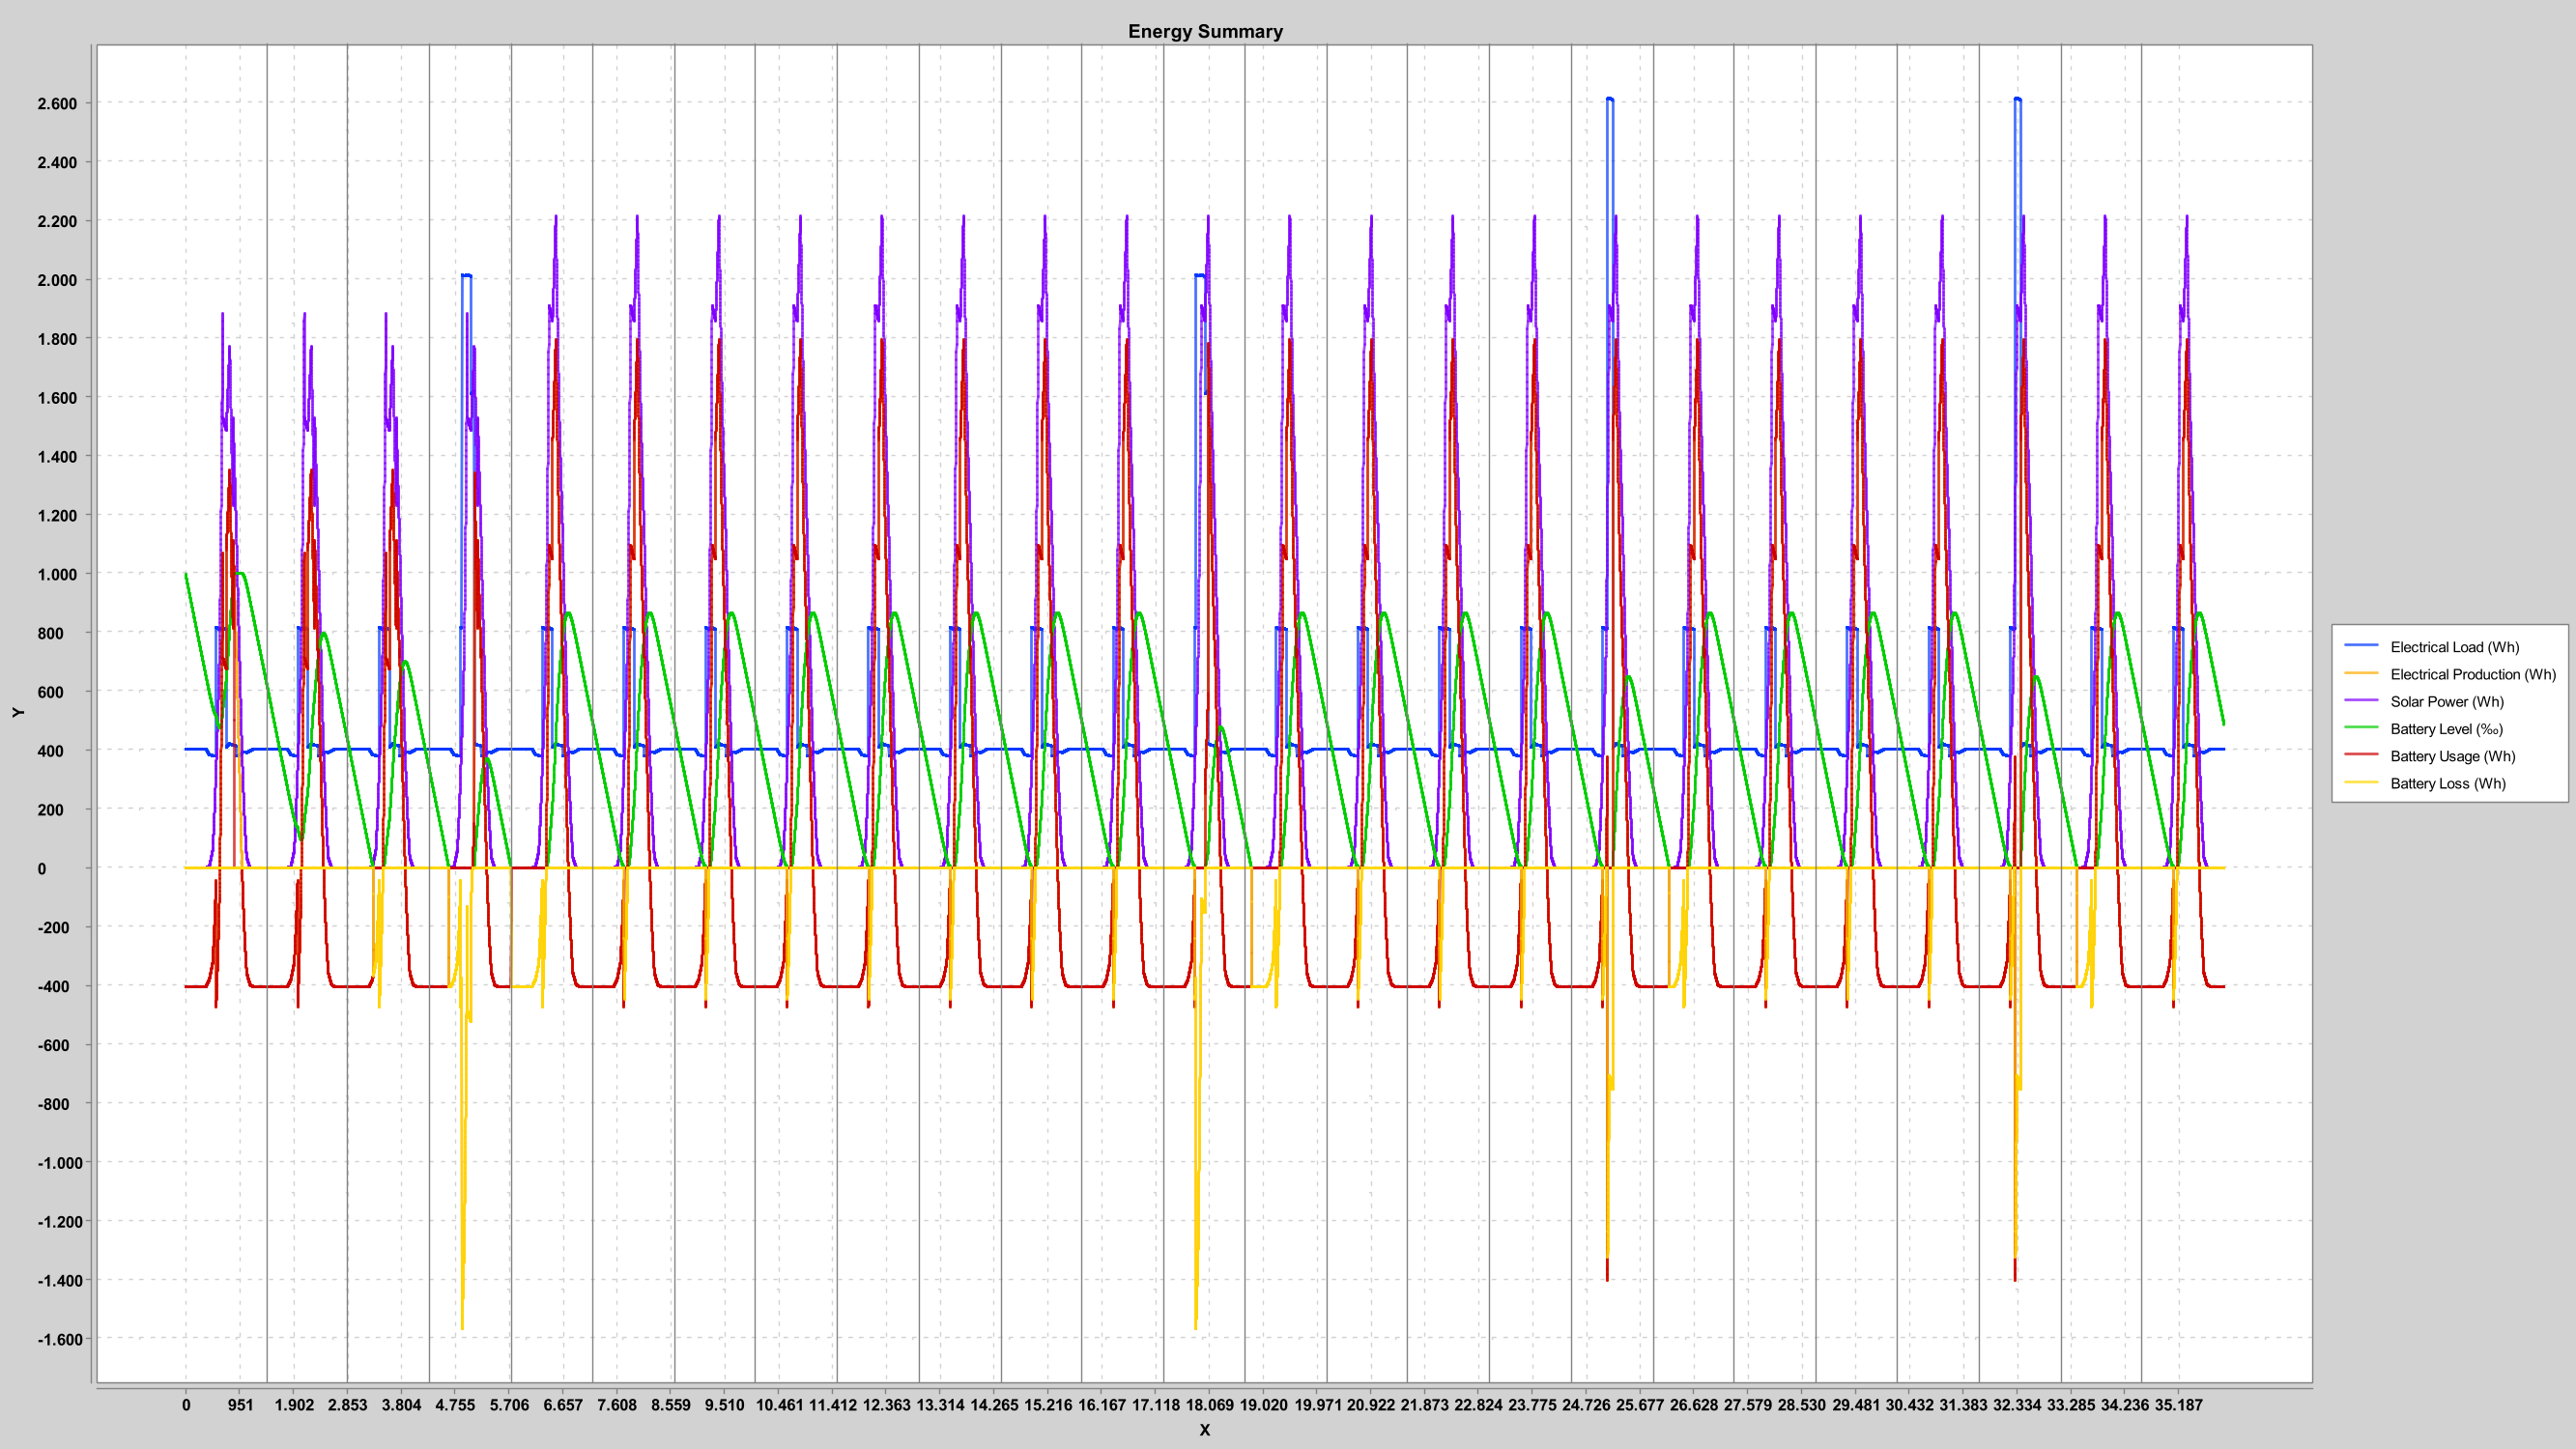 Energy Summary
2.600
2.400
2.200
2.000
1.800
1.600
1.400
1.200
1.000
800
600
400
200
0
-200
-400
-600
-800
-1.000
-1.200
-1.400
-1.600
Y
Electrical Load (Wh)
Electrical Production (Wh)
Solar Power (Wh)
Battery Level (‰)
Battery Usage (Wh)
Battery Loss (Wh)
0 951 1.902 2.853 3.804 4.755 5.706 6.657 7.608 8.559 9.510 10.461 11.412 12.363 13.314 14.265 15.216 16.167 17.118 18.069 19.020 19.971 20.922 21.873 22.824 23.775 24.726 25.677 26.628 27.579 28.530 29.481 30.432 31.383 32.334 33.285 34.236 35.187
X